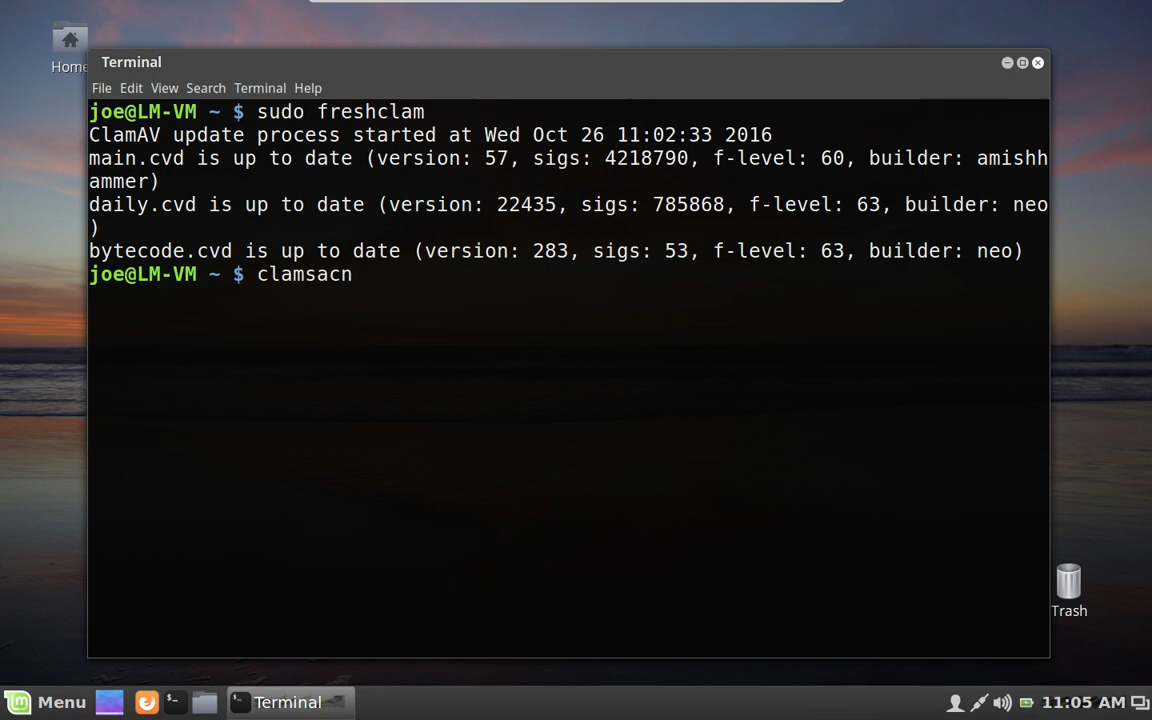 Home
Terminal
File Edit View Search Terminal Help
joe@LM-VM ~ $ sudo freshclam
ClamAV update process started at Wed Oct 26 11:02:33 2016
main.cvd is up to date (version: 57, sigs: 4218790, f-level: 60, builder: amishh
ammer)
daily.cvd is up to date (version: 22435, sigs: 785868, f-level: 63, builder: neo
)
bytecode.cvd is up to date (version: 283, sigs: 53, f-level: 63, builder: neo)
joe@LM-VM ~ $ clamsacn
Trash
Menu
Terminal
11:05 AM